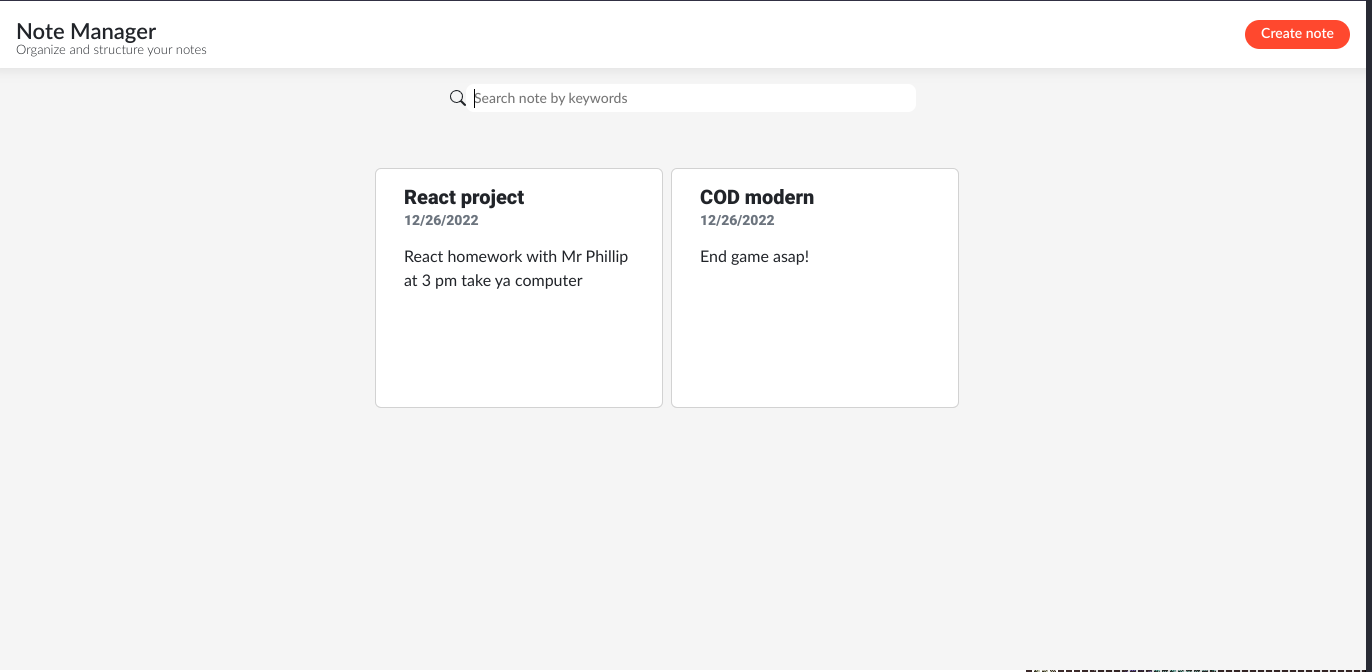 Note Manager
Organize and structure your notes
Create note
Search note by keywords
React project
12/26/2022
React homework with Mr Phillip
at 3 pm take ya computer
COD modern
12/26/2022
End game asap!